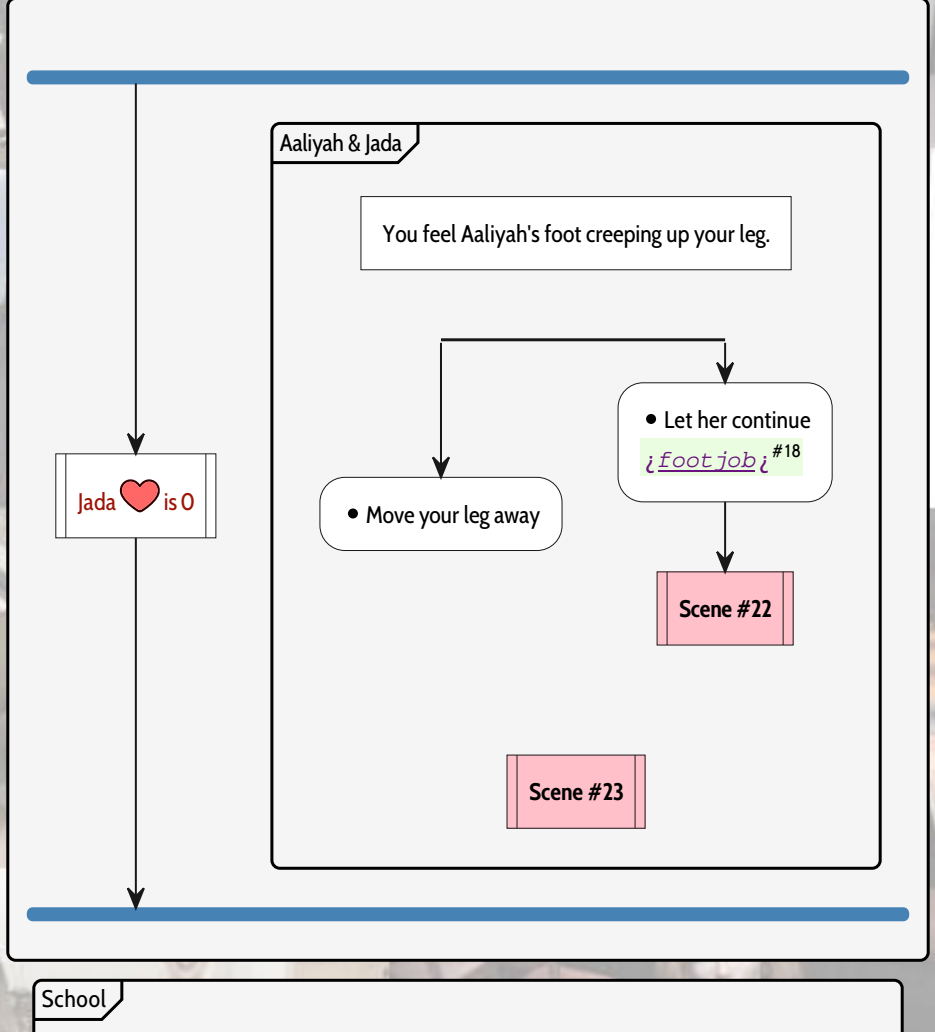 Aaliyah & Jada
You feel Aaliyah's foot creeping up your leg.
• Let her continue
¿footjob¿#18
Jada ❤ is 0
• Move your leg away
Scene #22
Scene #23
School